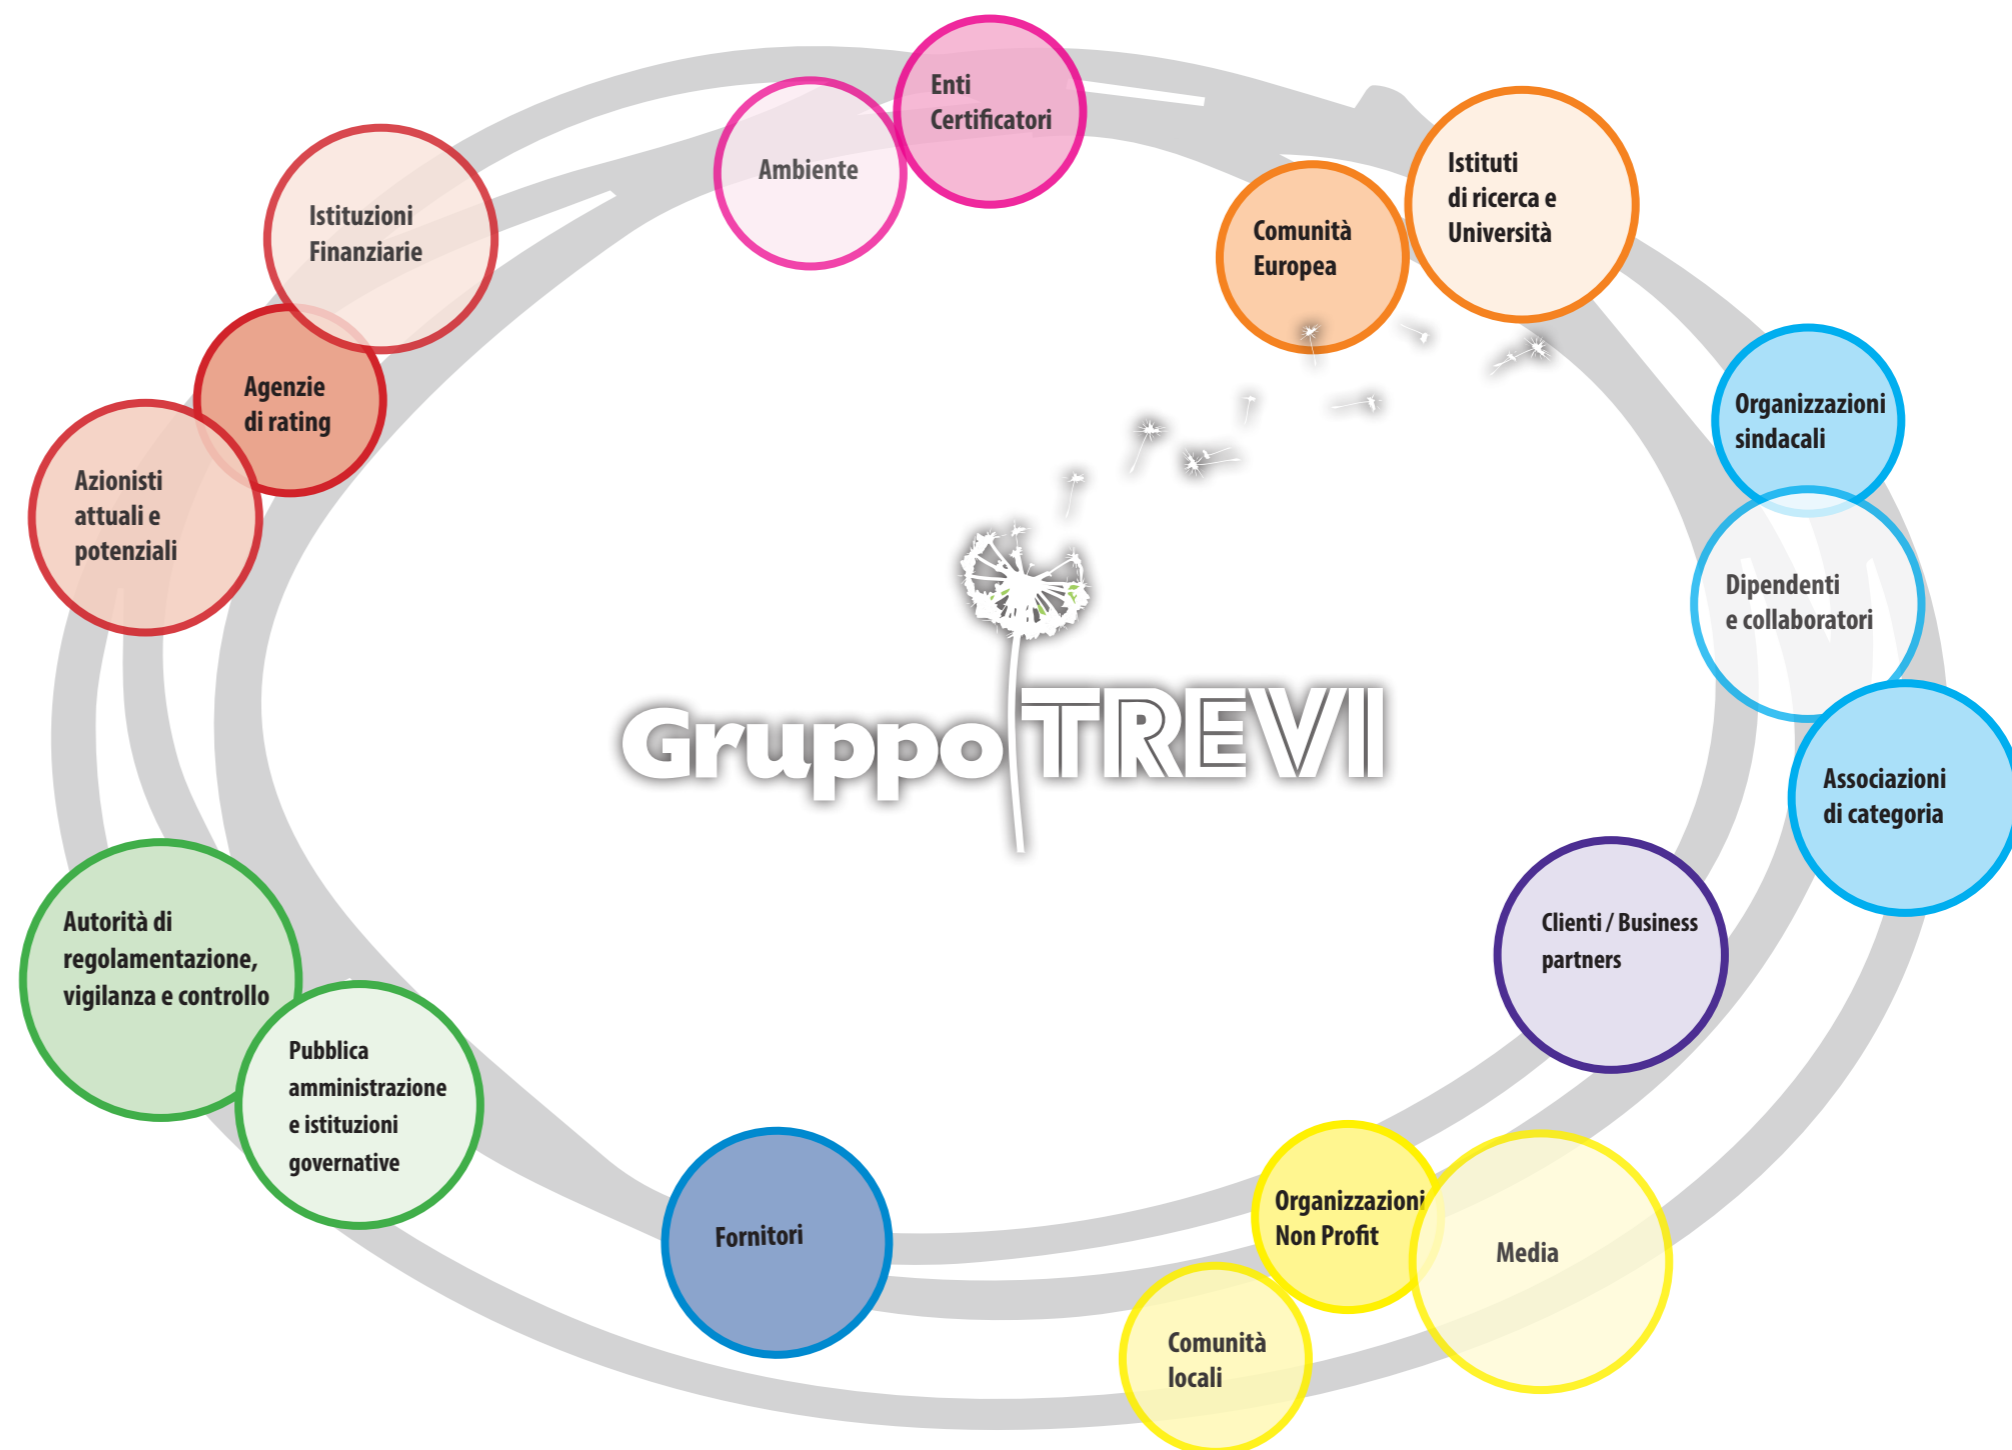 Enti
Certificatori
Ambiente
Istituti
di ricerca e
Università
Comunità
Europea
Istituzioni
Finanziarie
Agenzie
di rating
Azionisti
attuali e
potenziali
Organizzazioni
sindacali
Dipendenti
e collaboratori
Associazioni
di categoria
Gruppo TREVI
Clienti / Business
partners
Autorità di
regolamentazione,
vigilanza e controllo
Pubblica
amministrazione
e istituzioni
governative
Fornitori
Organizzazioni
Non Profit
Media
Comunità
locali